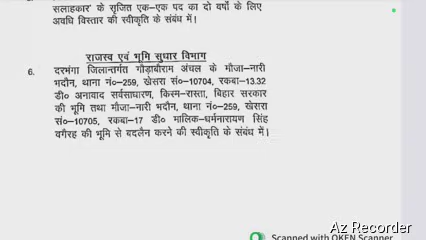 सलाहकार' के सृजित एक–एक पद का दो वर्षों के लिए
अवधि विस्तार की स्वीकृति के संबंध में।
राजस्व एवं भूमि सुधार विभाग
6. दरभंगा जिलान्तर्गत गौड़ाबौराम अंचल के मौजा–नारी
भदौन, थाना नं०–259, खेसरा सं०–10704, रकबा–13.32
डी० अनावाद सर्वसाधारण, किस्म–रास्ता, बिहार सरकार
की भूमि तथा मौजा–नारी भदौन, थाना नं०–259, खेसरा
सं०–10705, रकबा–17 डी० मालिक–धर्मनारायण सिंह
वगैरह की भूमि से बदलैन करने की स्वीकृति के संबंध में।
Scanned with OKEN Scanner
Az Recorder